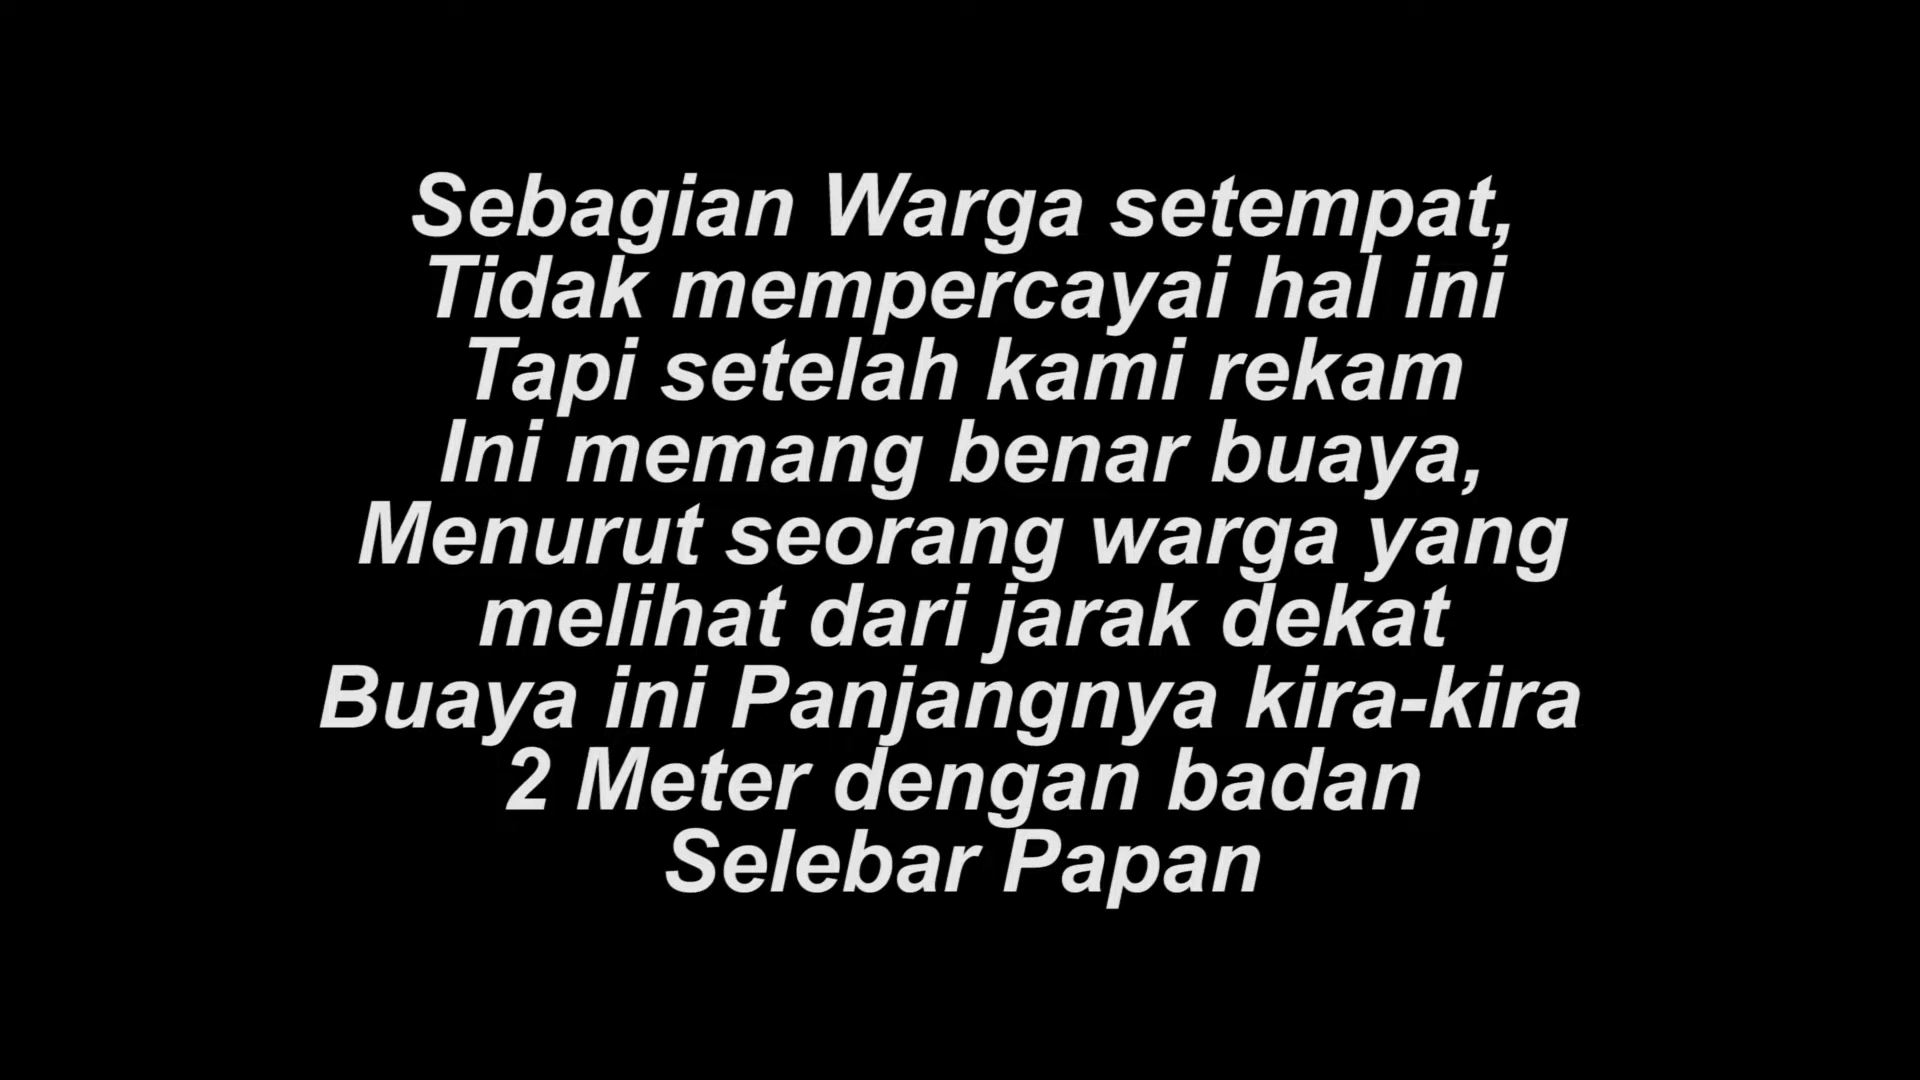 Sebagian Warga setempat,
Tidak mempercayai hal ini
Tapi setelah kami rekam
Ini memang benar buaya,
Menurut seorang warga yang
melihat dari jarak dekat
Buaya ini Panjangnya kira-kira
2 Meter dengan badan
Selebar Papan